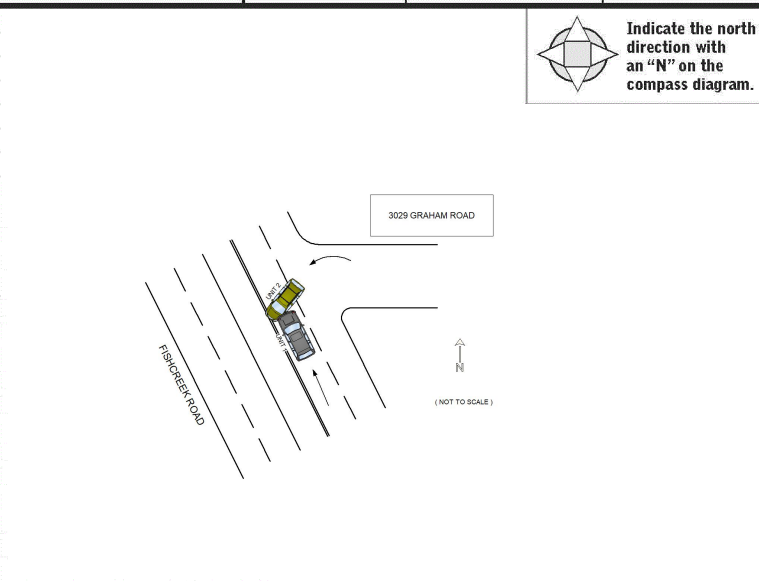 Indicate the north
direction with
an “N” on the
compass diagram.
3029 GRAHAM ROAD
UNIT 2
UNIT
FISHCREEK ROAD
N
( NOT TO SCALE )